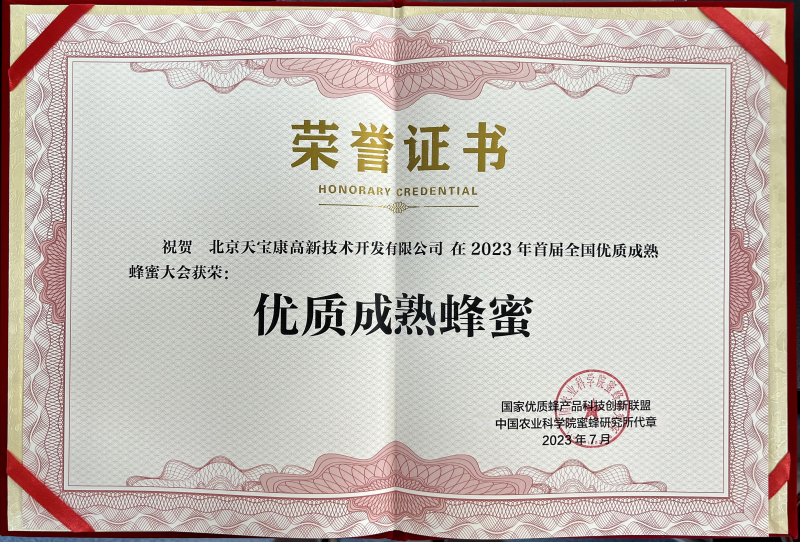 荣誉证书
HONORARY CREDENTIAL
祝贺 北京天宝康高新技术开发有限公司 在 2023 年首届全国优质成熟
蜂蜜大会获荣：
优质成熟蜂蜜
国家优质蜂产品科技创新联盟
中国农业科学院蜜蜂研究所代章
2023 年 7 月